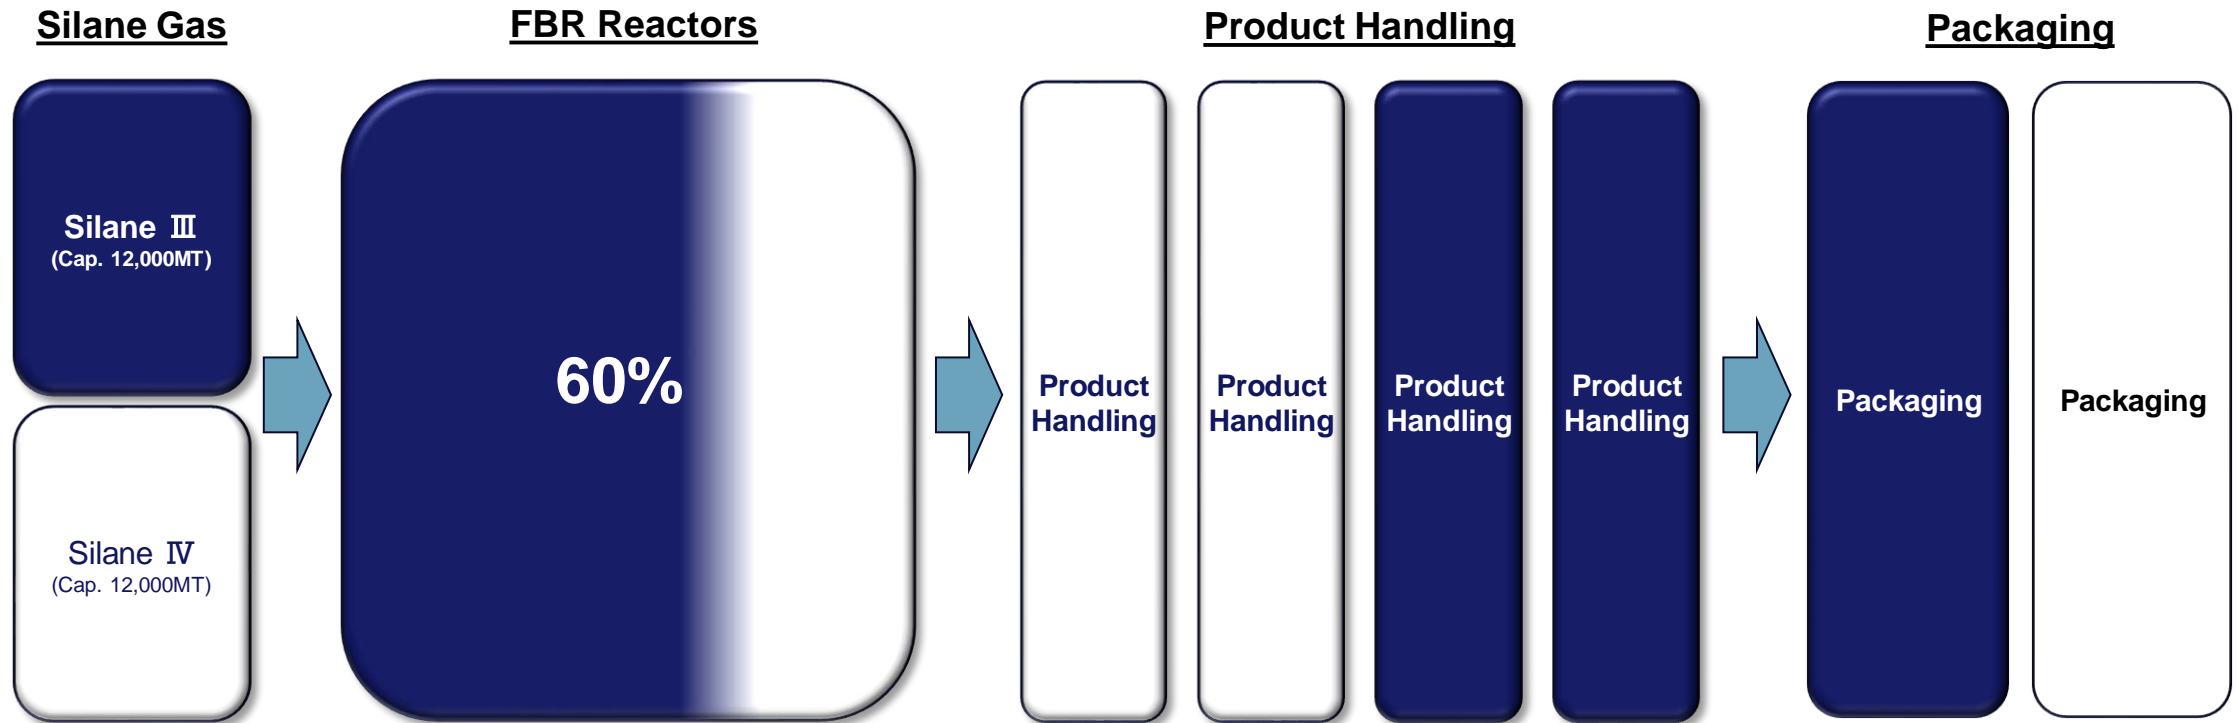 Silane Gas
FBR Reactors
Product Handling
Packaging
Silane Ⅲ
(Cap. 12,000MT)
Silane Ⅳ
(Cap. 12,000MT)
60%
Product
Handling
Product
Handling
Product
Handling
Product
Handling
Packaging
Packaging